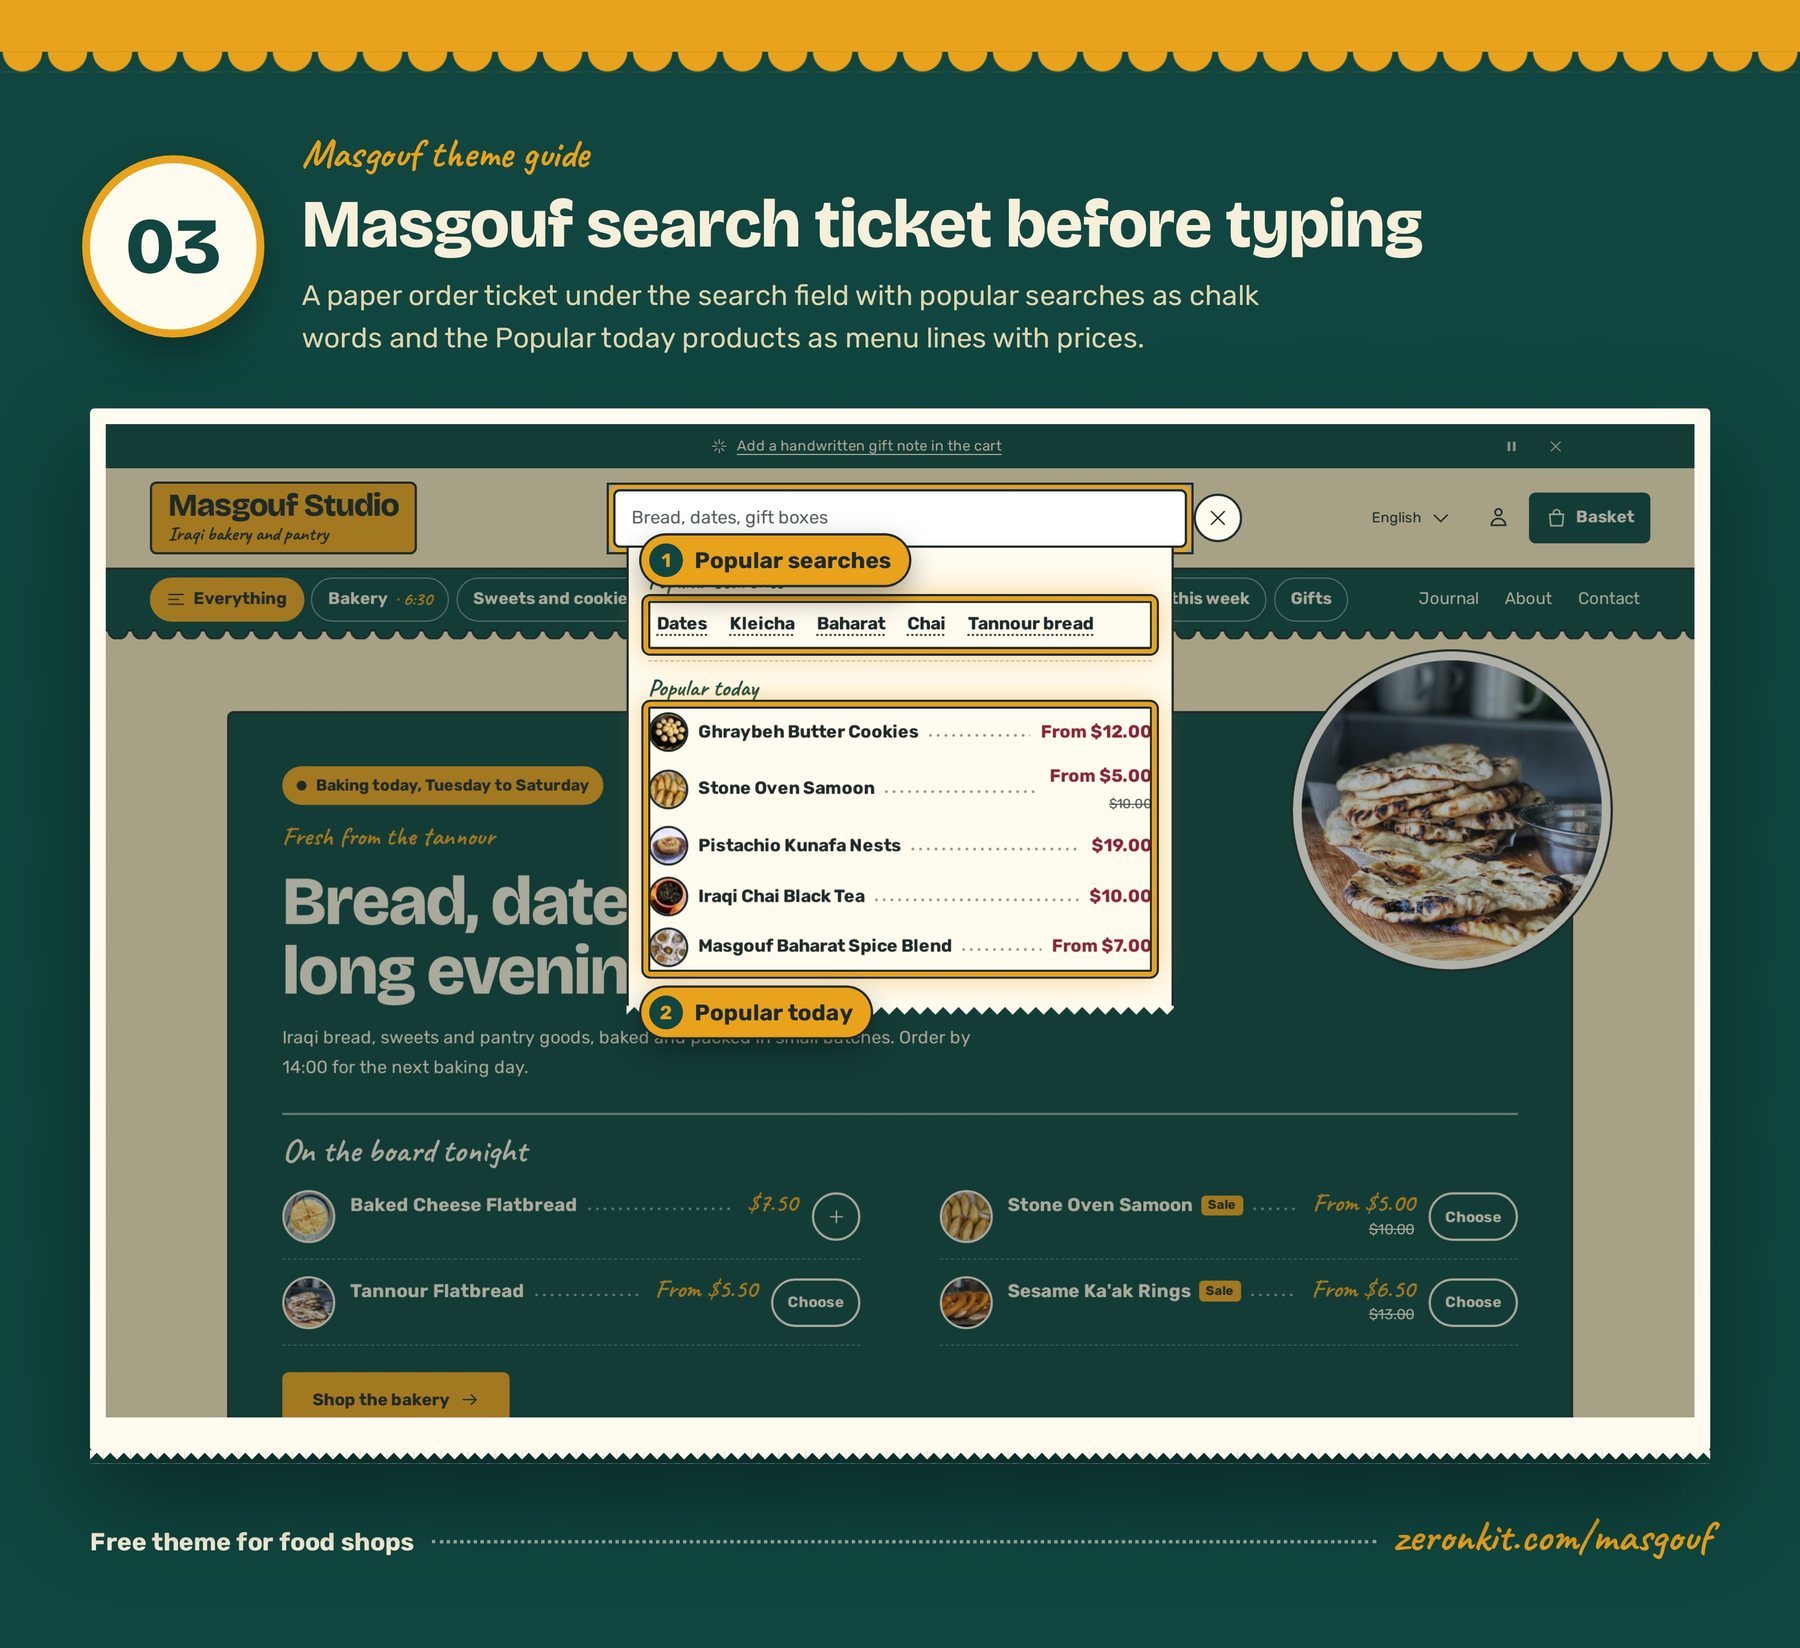 Masgouf theme guide
03
Masgouf search ticket before typing
A paper order ticket under the search field with popular searches as chalk
words and the Popular today products as menu lines with prices.
Add a handwritten gift note in the cart
Masgouf Studio
Iraqi bakery and pantry
Bread, dates, gift boxes
English
Basket
1 Popular searches
Everything
Bakery · 6:30
Sweets and cookie
this week
Gifts
Journal
About
Contact
Dates Kleicha Baharat Chai Tannour bread
Popular today
Ghraybeh Butter Cookies From $12.00
Stone Oven Samoon From $5.00
$10.00
Pistachio Kunafa Nests $19.00
Iraqi Chai Black Tea $10.00
Masgouf Baharat Spice Blend From $7.00
2 Popular today
Baking today, Tuesday to Saturday
Fresh from the tannour
Bread, date
long evenin
Iraqi bread, sweets and pantry goods, baked and packed in small batches. Order by
14:00 for the next baking day.
On the board tonight
Baked Cheese Flatbread $7.50
Stone Oven Samoon Sale From $5.00
$10.00
Choose
Tannour Flatbread From $5.50 Choose
Sesame Ka'ak Rings Sale From $6.50
$13.00
Choose
Shop the bakery
Free theme for food shops
zeronkit.com/masgouf